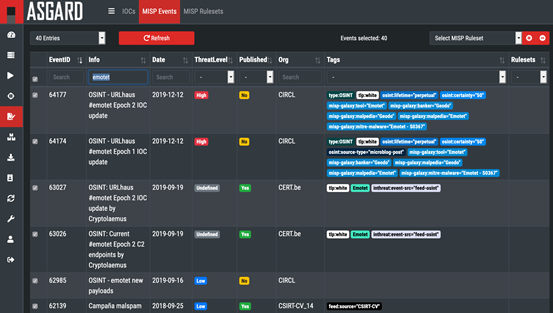 ASGARD
IOCs
MISP Events
MISP Rulesets
40 Entries
Refresh
Events selected: 40
Select MISP Ruleset
EventID Info Date ThreatLevel Published Org Tags Rulesets
Search emotet Search - - Search - -
64177 OSINT - URLhaus #emotet Epoch 2 IOC update 2019-12-12 High No CIRCL
type:OSINT tlp:white osint:lifetime="perpetual" osint:certainty="50"
misp-galaxy:tool="Emotet" misp-galaxy:banker="Geodo"
misp-galaxy:malpedia="Geodo" misp-galaxy:malpedia="Emotet"
misp-galaxy:mitre-malware="Emotet - S0367"
64174 OSINT - URLhaus #emotet Epoch 1 IOC update 2019-12-12 High No CIRCL
type:OSINT tlp:white osint:lifetime="perpetual" osint:certainty="50"
osint:source-type="microblog-post" misp-galaxy:tool="Emotet"
misp-galaxy:banker="Geodo" misp-galaxy:malpedia="Geodo"
misp-galaxy:malpedia="Emotet" misp-galaxy:mitre-malware="Emotet - S0367"
63027 OSINT: URLhaus #emotet Epoch 2 IOC update by Cryptolaemus 2019-09-19 Undefined Yes CERT.be
tlp:white Emotet inthreat:event-src="feed-osint"
63026 OSINT: Current #emotet Epoch 2 C2 endpoints by Cryptolaemus 2019-09-19 Undefined Yes CERT.be
tlp:white Emotet inthreat:event-src="feed-osint"
62985 OSINT - emotet new payloads 2019-09-16 Low No CIRCL
62139 Campaña malspam 2018-09-25 Low Yes CSIRT-CV_14 feed:source="CSIRT-CV"